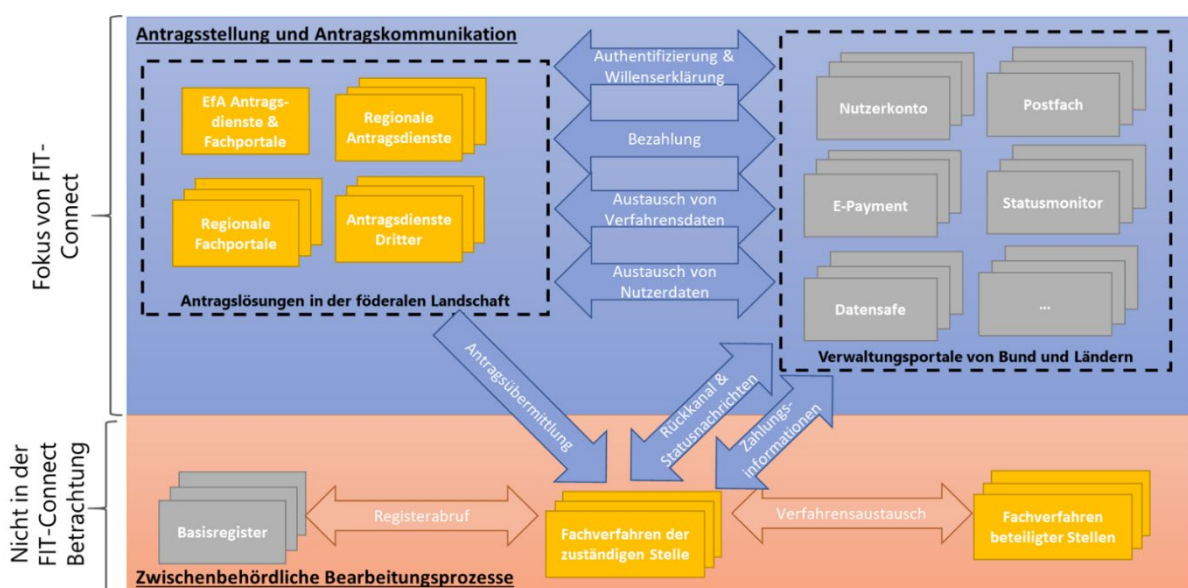 Antragsstellung und Antragskommunikation
EfA Antrags-
dienste &
Fachportale
Regionale
Antragsdienste
Regionale
Fachportale
Antragsdienste
Dritter
Antragslösungen in der föderalen Landschaft
Authentifizierung &
Willenserklärung
Bezahlung
Austausch von
Verfahrensdaten
Austausch von
Nutzerdaten
Nutzerkonto
Postfach
E-Payment
Statusmonitor
Datensafe
...
Verwaltungsportale von Bund und Ländern
Fokus von FIT-
Connect
Antragsübermittlung
Rückkanal &
Statusnachrichten
Zahlungs-
informationen
Nicht in der
FIT-Connect
Betrachtung
Basisregister
Registerabruf
Fachverfahren der
zuständigen Stelle
Verfahrensaustausch
Fachverfahren
beteiligter Stellen
Zwischenbehördliche Bearbeitungsprozesse